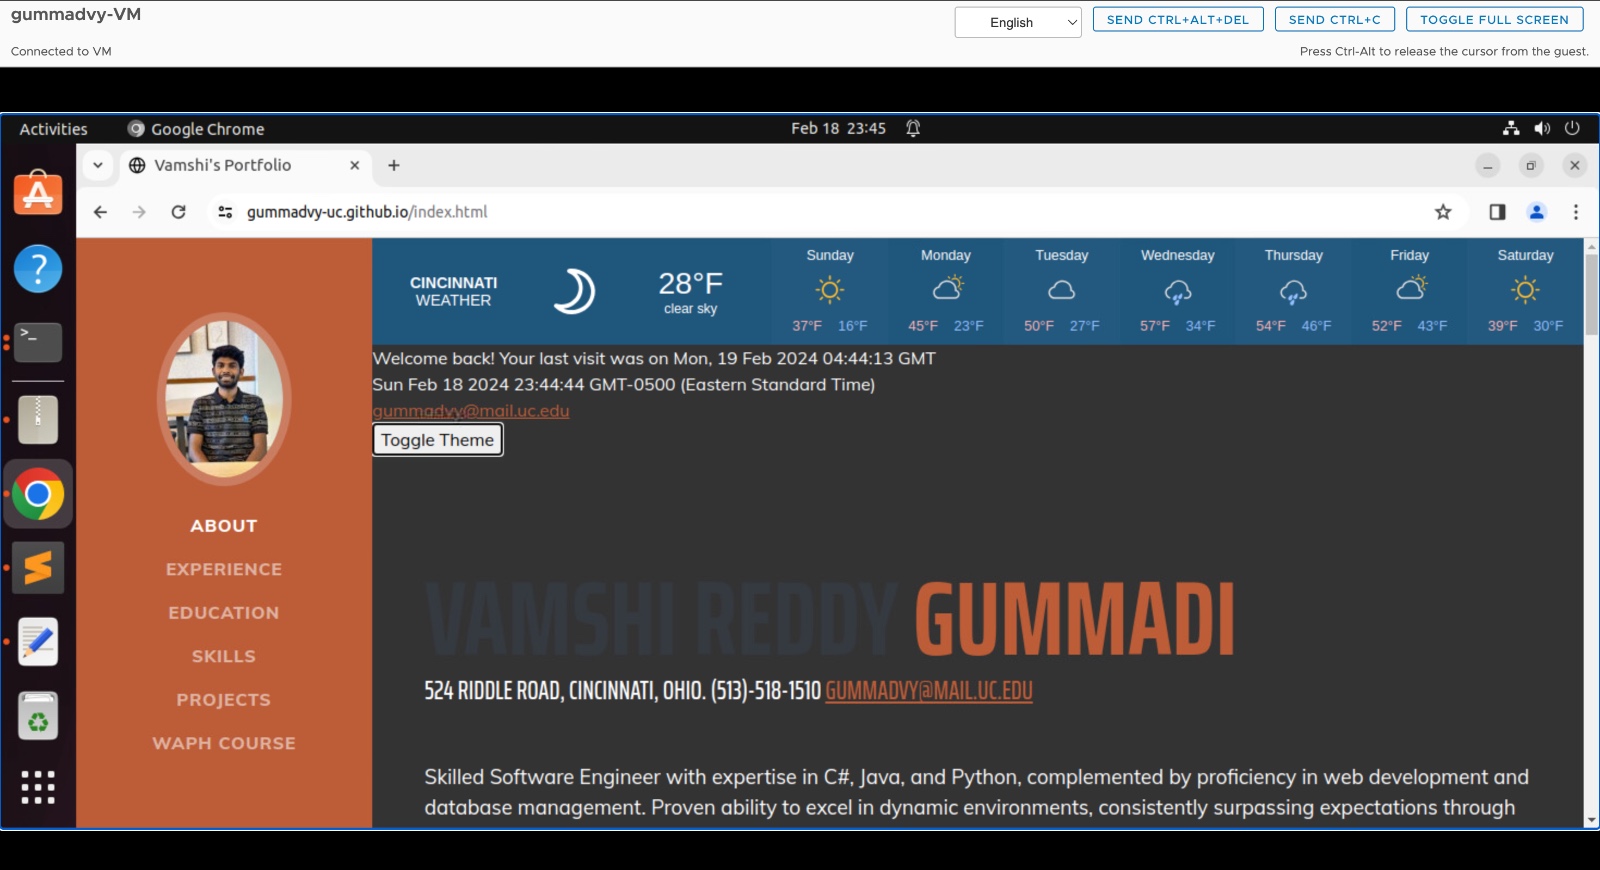 gummadvy-VM
English
SEND CTRL+ALT+DEL
SEND CTRL+C
TOGGLE FULL SCREEN
Connected to VM
Press Ctrl-Alt to release the cursor from the guest.
Activities
Google Chrome
Feb 18 23:45
Vamshi's Portfolio
gummadvy-uc.github.io/index.html
CINCINNATI
WEATHER
28°F
clear sky
Sunday
37°F 16°F
Monday
45°F 23°F
Tuesday
50°F 27°F
Wednesday
57°F 34°F
Thursday
54°F 46°F
Friday
52°F 43°F
Saturday
39°F 30°F
Welcome back! Your last visit was on Mon, 19 Feb 2024 04:44:13 GMT
Sun Feb 18 2024 23:44:44 GMT-0500 (Eastern Standard Time)
gummadvy@mail.uc.edu
Toggle Theme
ABOUT
EXPERIENCE
EDUCATION
SKILLS
PROJECTS
WAPH COURSE
VAMSHI REDDY GUMMADI
524 RIDDLE ROAD, CINCINNATI, OHIO. (513)-518-1510 GUMMADVY@MAIL.UC.EDU
Skilled Software Engineer with expertise in C#, Java, and Python, complemented by proficiency in web development and
database management. Proven ability to excel in dynamic environments, consistently surpassing expectations through